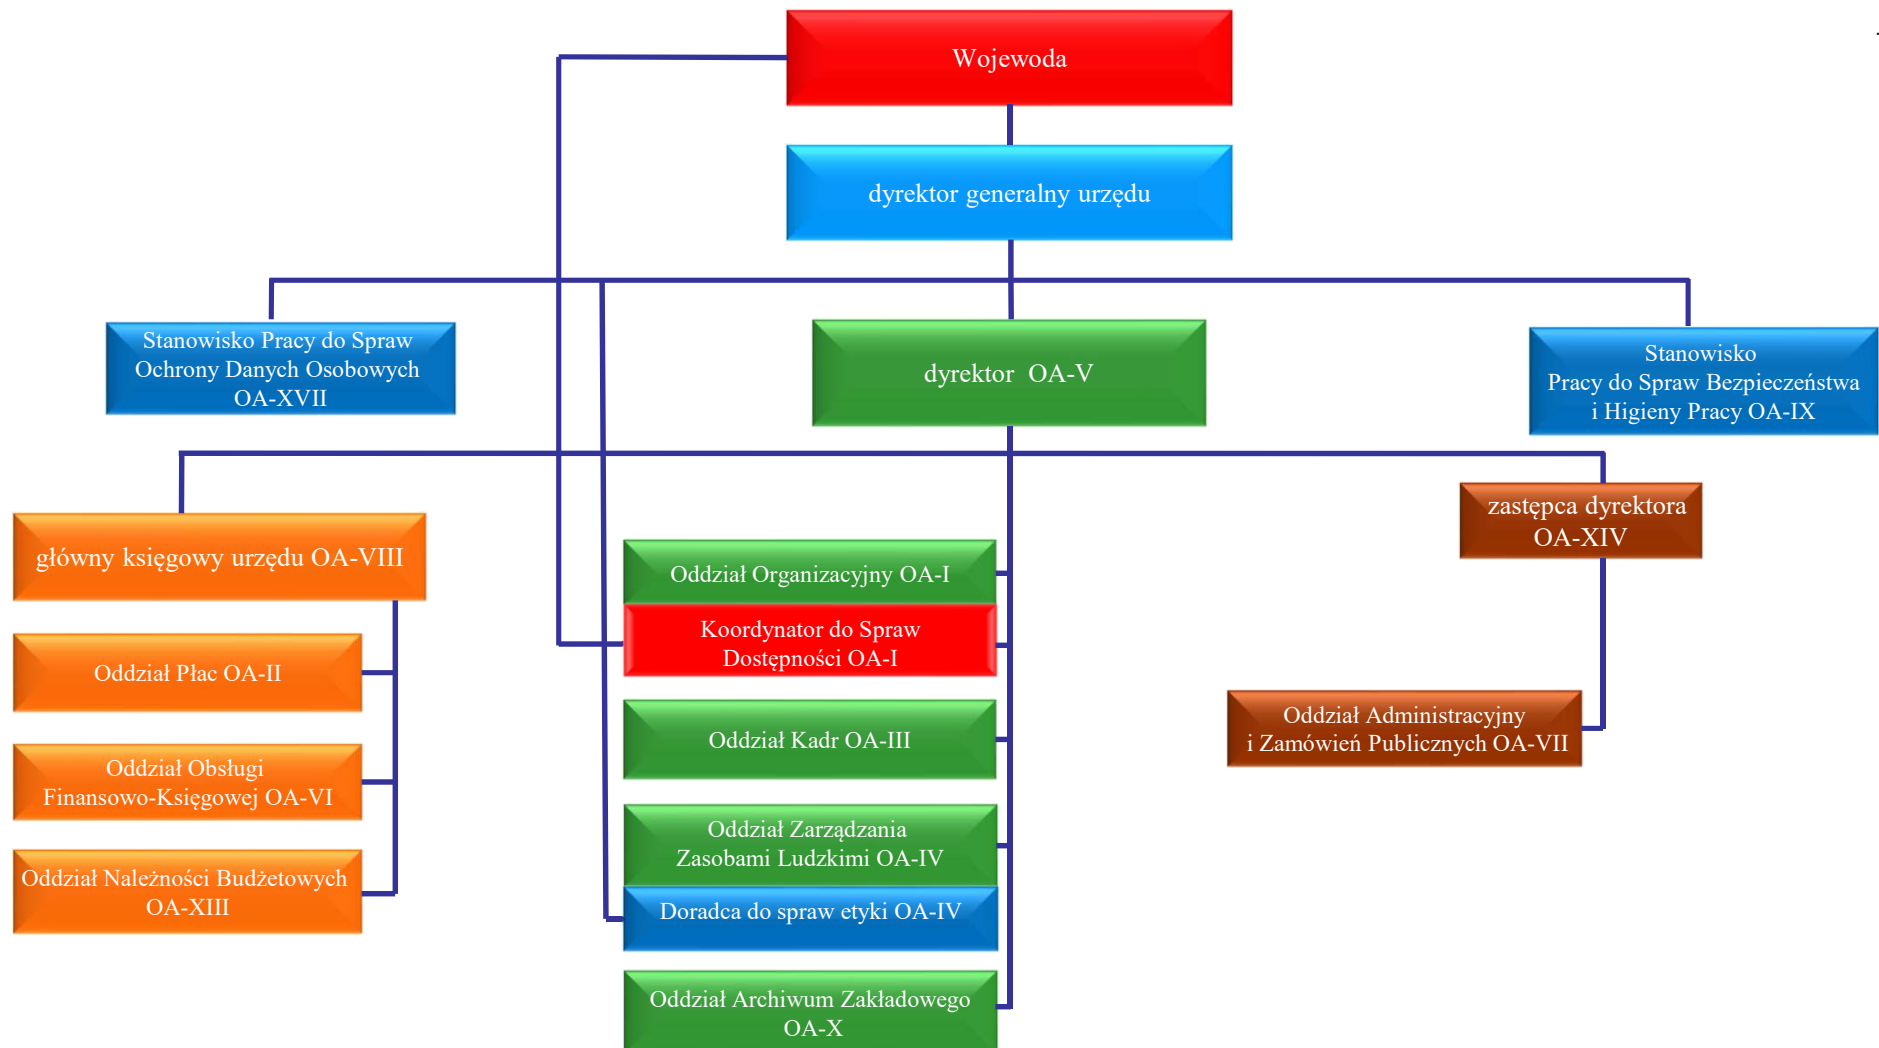 Wojewoda
dyrektor generalny urzędu
Stanowisko Pracy do Spraw
Ochrony Danych Osobowych
OA-XVII
dyrektor OA-V
Stanowisko
Pracy do Spraw Bezpieczeństwa
i Higieny Pracy OA-IX
główny księgowy urzędu OA-VIII
Oddział Płac OA-II
Oddział Obsługi
Finansowo-Księgowej OA-VI
Oddział Należności Budżetowych
OA-XIII
Oddział Organizacyjny OA-I
Koordynator do Spraw
Dostępności OA-I
Oddział Kadr OA-III
Oddział Zarządzania
Zasobami Ludzkimi OA-IV
Doradca do spraw etyki OA-IV
Oddział Archiwum Zakładowego
OA-X
zastępca dyrektora
OA-XIV
Oddział Administracyjny
i Zamówień Publicznych OA-VII